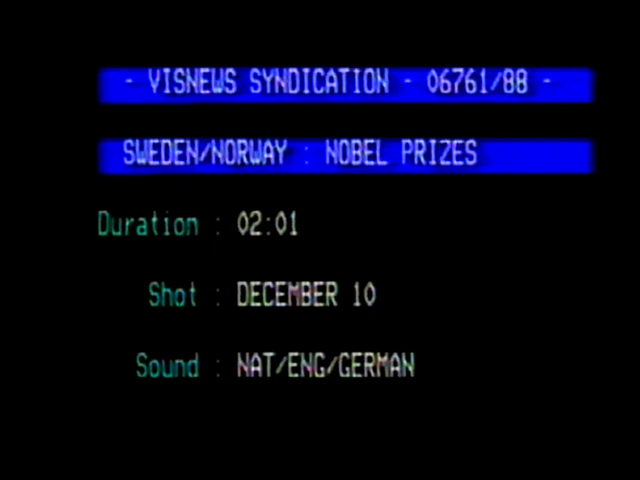 - VISNEWS SYNDICATION - 06761/88 -
SWEDEN/NORWAY : NOBEL PRIZES
Duration : 02:01
Shot : DECEMBER 10
Sound : NAT/ENG/GERMAN